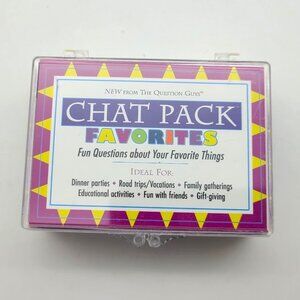 NEW FROM THE QUESTION GUYS™
CHAT PACK
FAVORITES
Fun Questions about Your Favorite Things
IDEAL FOR:
Dinner parties • Road trips/Vacations • Family gatherings
Educational activities • Fun with friends • Gift-giving